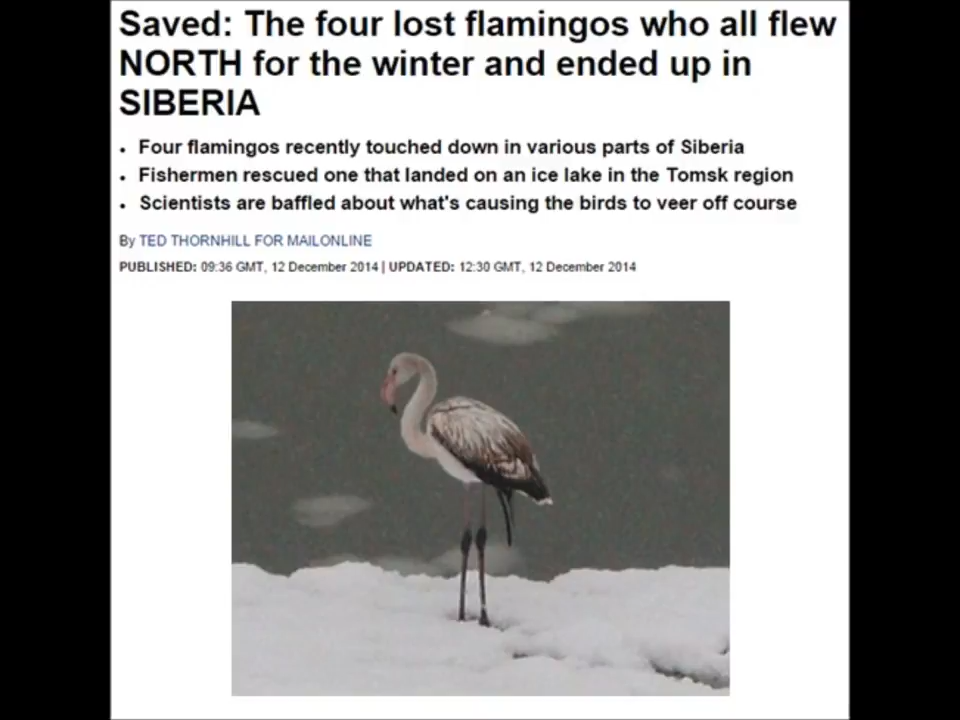 Saved: The four lost flamingos who all flew
NORTH for the winter and ended up in
SIBERIA
• Four flamingos recently touched down in various parts of Siberia
• Fishermen rescued one that landed on an ice lake in the Tomsk region
• Scientists are baffled about what's causing the birds to veer off course
By TED THORNHILL FOR MAILONLINE
PUBLISHED: 09:36 GMT, 12 December 2014 | UPDATED: 12:30 GMT, 12 December 2014